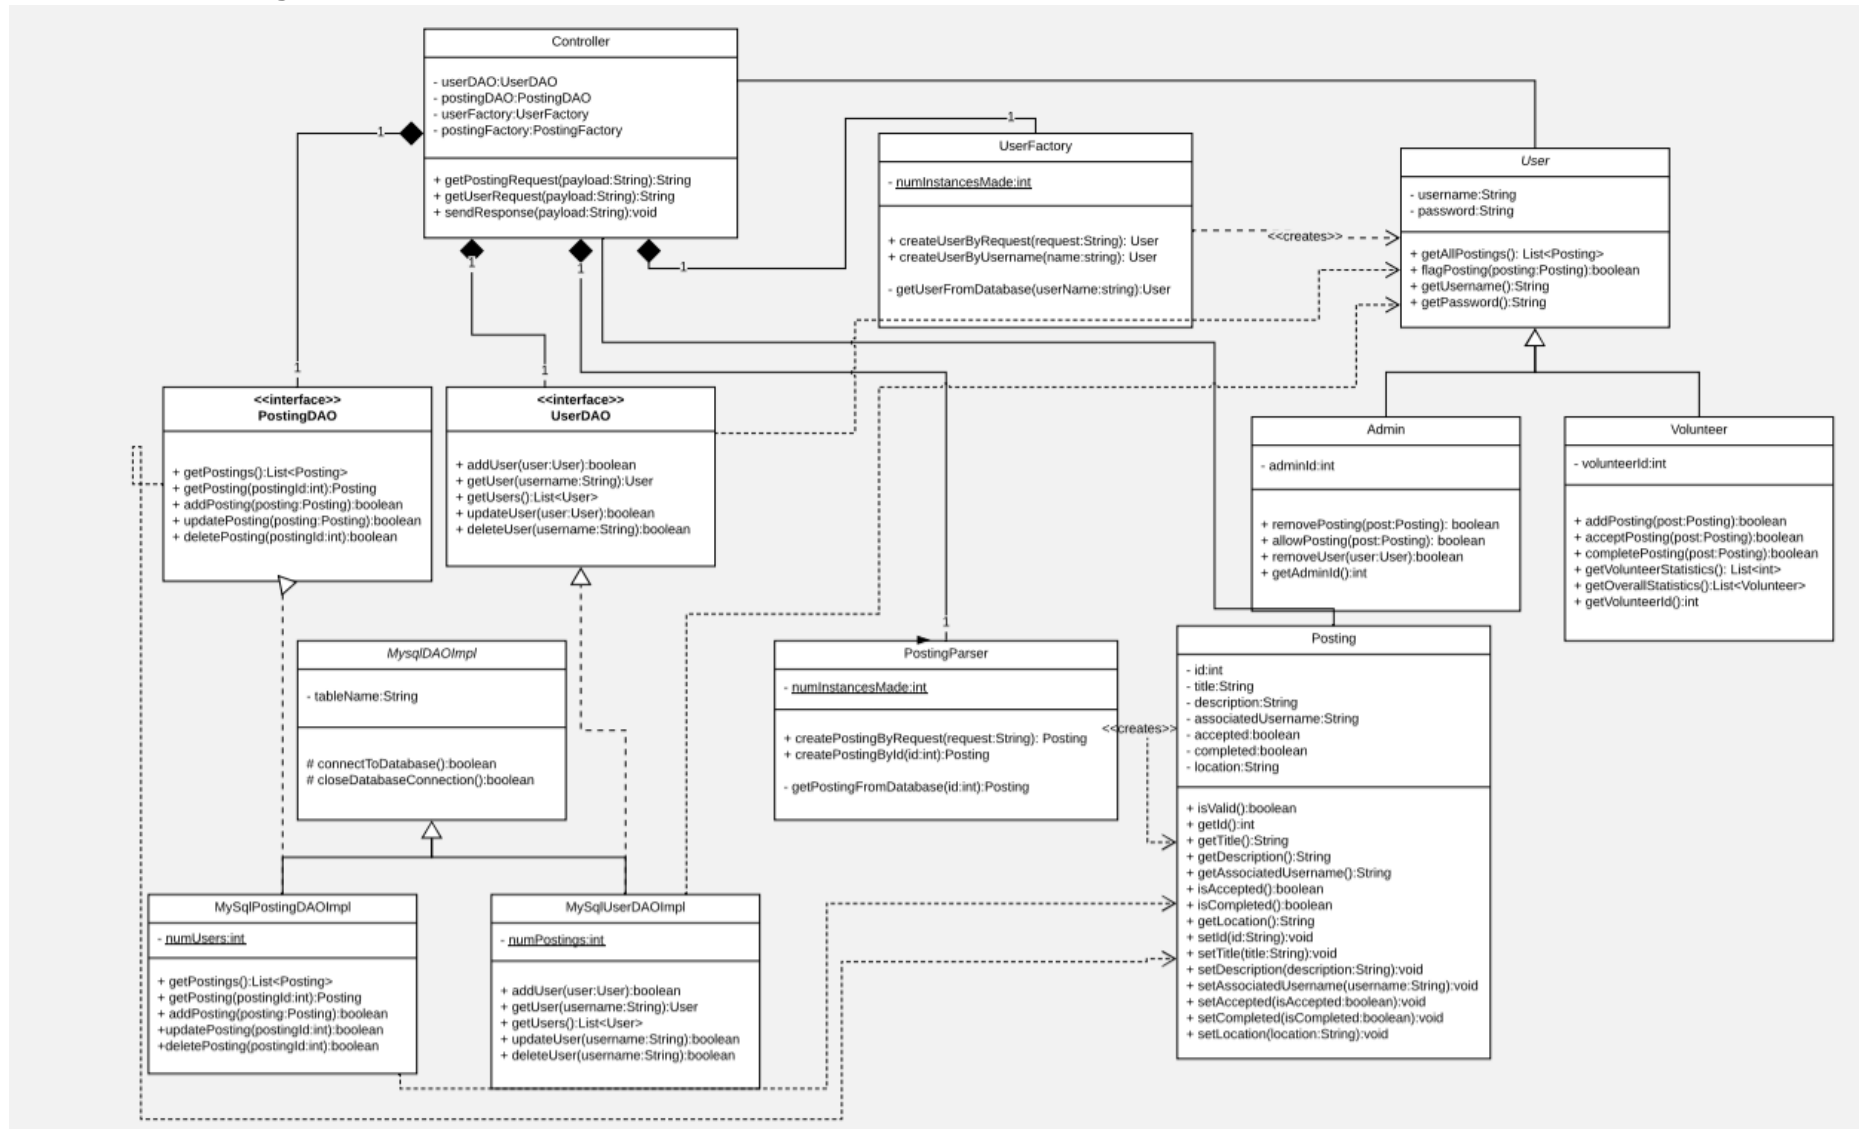 Controller
- userDAO:UserDAO
- postingDAO:PostingDAO
- userFactory:UserFactory
- postingFactory:PostingFactory
+ getPostingRequest(payload:String):String
+ getUserRequest(payload:String):String
+ sendResponse(payload:String):void
1
1
1
1
1
1
1
1
UserFactory
- numInstancesMade:int
+ createUserByRequest(request:String): User
+ createUserByUsername(name:string): User
- getUserFromDatabase(userName:string):User
<<creates>>
User
- username:String
- password:String
+ getAllPostings(): List<Posting>
+ flagPosting(posting:Posting):boolean
+ getUsername():String
+ getPassword():String
<<interface>>
PostingDAO
+ getPostings():List<Posting>
+ getPosting(postingId:int):Posting
+ addPosting(posting:Posting):boolean
+ updatePosting(posting:Posting):boolean
+ deletePosting(postingId:int):boolean
<<interface>>
UserDAO
+ addUser(user:User):boolean
+ getUser(username:String):User
+ getUsers():List<User>
+ updateUser(user:User):boolean
+ deleteUser(username:String):boolean
Admin
- adminId:int
+ removePosting(post:Posting): boolean
+ allowPosting(post:Posting): boolean
+ removeUser(user:User):boolean
+ getAdminId():int
Volunteer
- volunteerId:int
+ addPosting(post:Posting):boolean
+ acceptPosting(post:Posting):boolean
+ completePosting(post:Posting):boolean
+ getVolunteerStatistics(): List<int>
+ getOverallStatistics():List<Volunteer>
+ getVolunteerId():int
MysqlDAOImpl
- tableName:String
# connectToDatabase():boolean
# closeDatabaseConnection():boolean
PostingParser
- numInstancesMade:int
+ createPostingByRequest(request:String): Posting
+ createPostingById(id:int):Posting
- getPostingFromDatabase(id:int):Posting
<<creates>>
Posting
- id:int
- title:String
- description:String
- associatedUsername:String
- accepted:boolean
- completed:boolean
- location:String
+ isValid():boolean
+ getId():int
+ getTitle():String
+ getDescription():String
+ getAssociatedUsername():String
+ isAccepted():boolean
+ isCompleted():boolean
+ getLocation():String
+ setId(id:String):void
+ setTitle(title:String):void
+ setDescription(description:String):void
+ setAssociatedUsername(username:String):void
+ setAccepted(isAccepted:boolean):void
+ setCompleted(isCompleted:boolean):void
+ setLocation(location:String):void
MySqlPostingDAOImpl
- numUsers:int
+ getPostings():List<Posting>
+ getPosting(postingId:int):Posting
+ addPosting(posting:Posting):boolean
+updatePosting(postingId:int):boolean
+deletePosting(postingId:int):boolean
MySqlUserDAOImpl
- numPostings:int
+ addUser(user:User):boolean
+ getUser(username:String):User
+ getUsers():List<User>
+ updateUser(username:String):boolean
+ deleteUser(username:String):boolean